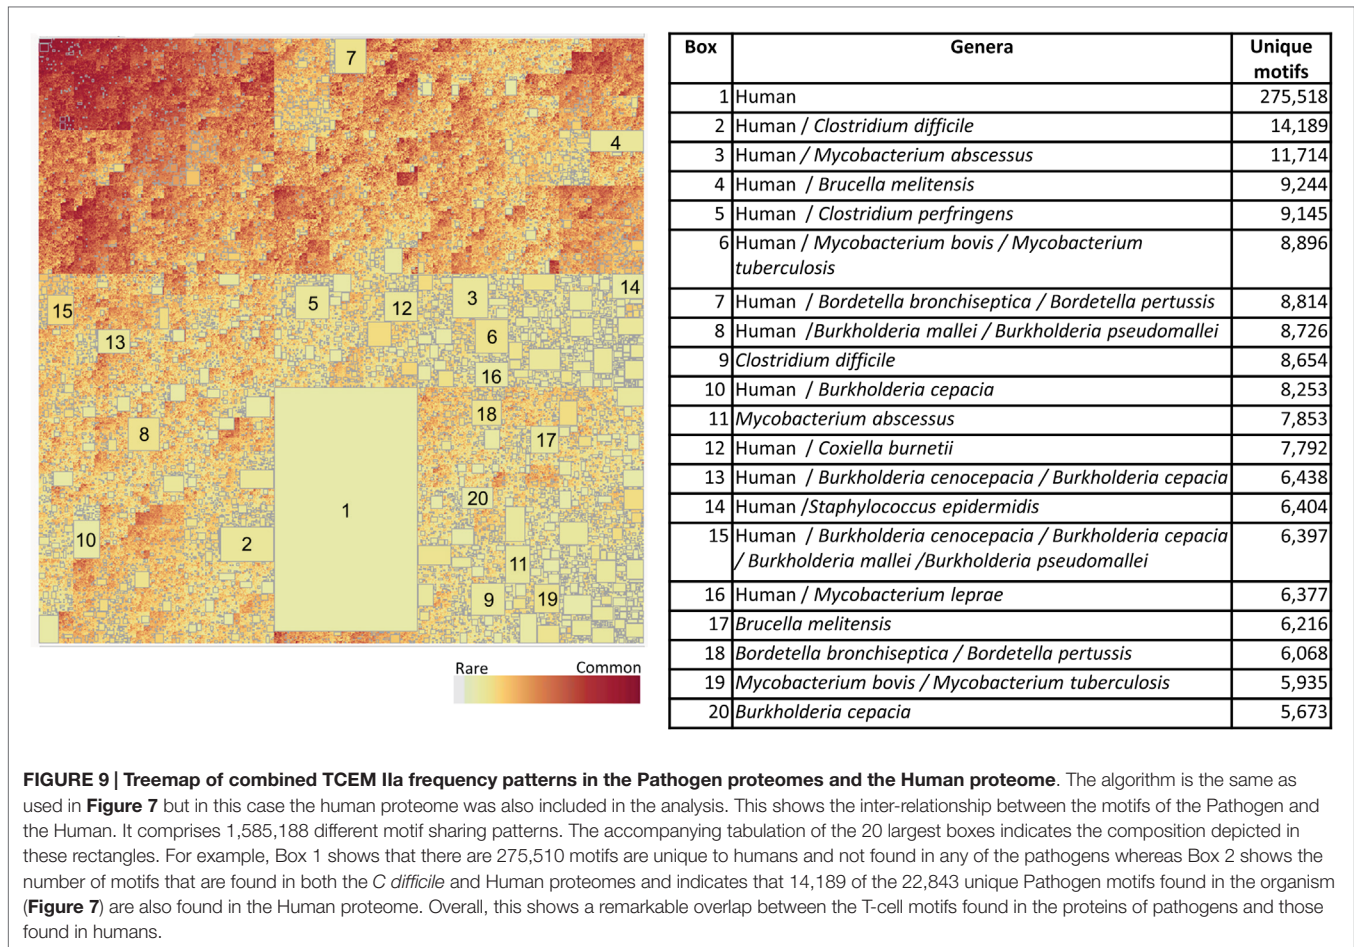 7
4
15
5
12
3
14
13
6
16
8
18
17
1
20
10
2
11
9
19
Rare Common
Box Genera Unique
motifs
1 Human 275,518
2 Human / Clostridium difficile 14,189
3 Human / Mycobacterium abscessus 11,714
4 Human / Brucella melitensis 9,244
5 Human / Clostridium perfringens 9,145
6 Human / Mycobacterium bovis / Mycobacterium 8,896
tuberculosis
7 Human / Bordetella bronchiseptica / Bordetella pertussis 8,814
8 Human /Burkholderia mallei / Burkholderia pseudomallei 8,726
9 Clostridium difficile 8,654
10 Human / Burkholderia cepacia 8,253
11 Mycobacterium abscessus 7,853
12 Human / Coxiella burnetii 7,792
13 Human / Burkholderia cenocepacia / Burkholderia cepacia 6,438
14 Human /Staphylococcus epidermidis 6,404
15 Human / Burkholderia cenocepacia / Burkholderia cepacia 6,397
/ Burkholderia mallei /Burkholderia pseudomallei
16 Human / Mycobacterium leprae 6,377
17 Brucella melitensis 6,216
18 Bordetella bronchiseptica / Bordetella pertussis 6,068
19 Mycobacterium bovis / Mycobacterium tuberculosis 5,935
20 Burkholderia cepacia 5,673
FIGURE 9 | Treemap of combined TCEM IIa frequency patterns in the Pathogen proteomes and the Human proteome. The algorithm is the same as
used in Figure 7 but in this case the human proteome was also included in the analysis. This shows the inter-relationship between the motifs of the Pathogen and
the Human. It comprises 1,585,188 different motif sharing patterns. The accompanying tabulation of the 20 largest boxes indicates the composition depicted in
these rectangles. For example, Box 1 shows that there are 275,510 motifs are unique to humans and not found in any of the pathogens whereas Box 2 shows the
number of motifs that are found in both the C difficile and Human proteomes and indicates that 14,189 of the 22,843 unique Pathogen motifs found in the organism
(Figure 7) are also found in the Human proteome. Overall, this shows a remarkable overlap between the T-cell motifs found in the proteins of pathogens and those
found in humans.